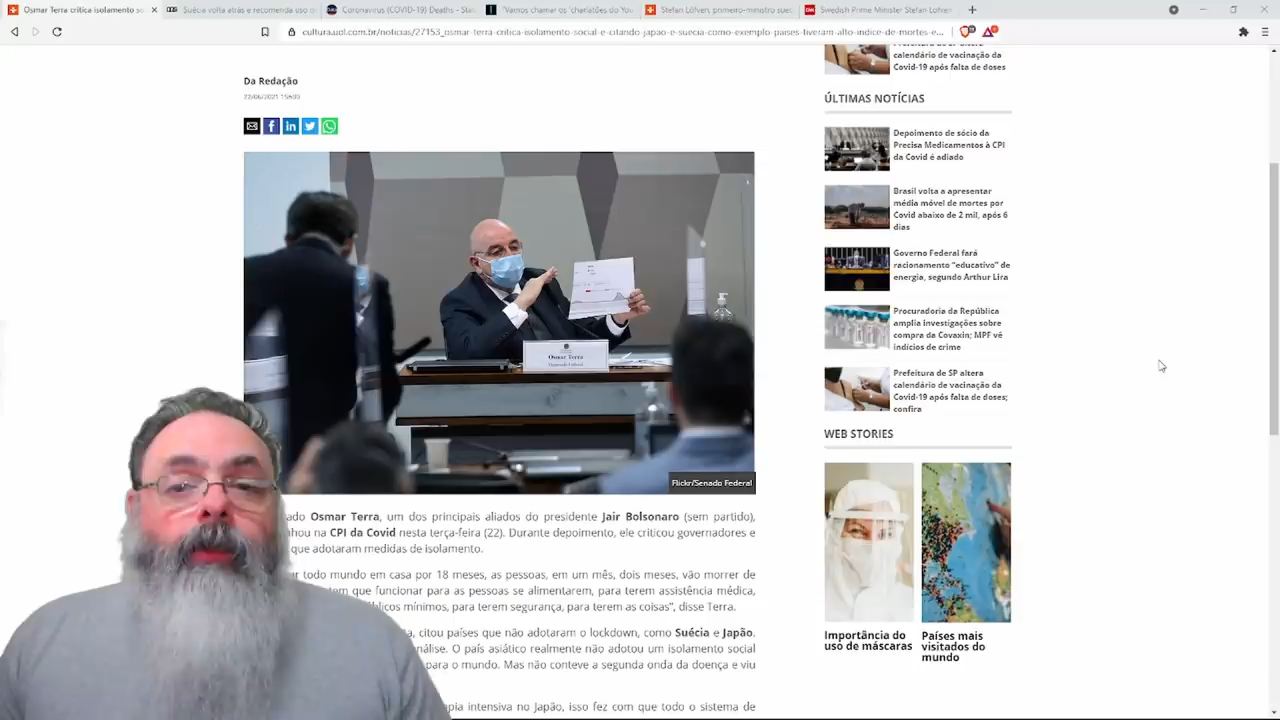 Osmar Terra critica isolamento so
Suécia volta atrás e recomenda uso d
Coronavirus (COVID-19) Deaths - Stat
"Vamos chamar os 'charlatões do You
Stefan Löfven, primeiro-ministro suec
Swedish Prime Minister Stefan Lofven
cultura.uol.com.br/noticias/27153_osmar-terra-critica-isolamento-social-e-citando-japao-e-suecia-como-exemplo-paises-tiveram-alto-indice-de-mortes-e...
Da Redação
22/06/2021 15h00
Osmar Terra
Deputado Federal
Flickr/Senado Federal
ado Osmar Terra, um dos principais aliados do presidente Jair Bolsonaro (sem partido),
nhou na CPI da Covid nesta terça-feira (22). Durante depoimento, ele criticou governadores e
que adotaram medidas de isolamento.
r todo mundo em casa por 18 meses, as pessoas, em um mês, dois meses, vão morrer de
tem que funcionar para as pessoas se alimentarem, para terem assistência médica,
blicos mínimos, para terem segurança, para terem as coisas", disse Terra.
a, citou países que não adotaram o lockdown, como Suécia e Japão.
nálise. O país asiático realmente não adotou um isolamento social
para o mundo. Mas não conteve a segunda onda da doença e viu
pia intensiva no Japão, isso fez com que todo o sistema de
calendário de vacinação da
Covid-19 após falta de doses
ÚLTIMAS NOTÍCIAS
Depoimento de sócio da
Precisa Medicamentos à CPI
da Covid é adiado
Brasil volta a apresentar
média móvel de mortes por
Covid abaixo de 2 mil, após 6
dias
Governo Federal fará
racionamento "educativo" de
energia, segundo Arthur Lira
Procuradoria da República
amplia investigações sobre
compra da Covaxin; MPF vê
indícios de crime
Prefeitura de SP altera
calendário de vacinação da
Covid-19 após falta de doses;
confira
WEB STORIES
Importância do
uso de máscaras
Países mais
visitados do
mundo